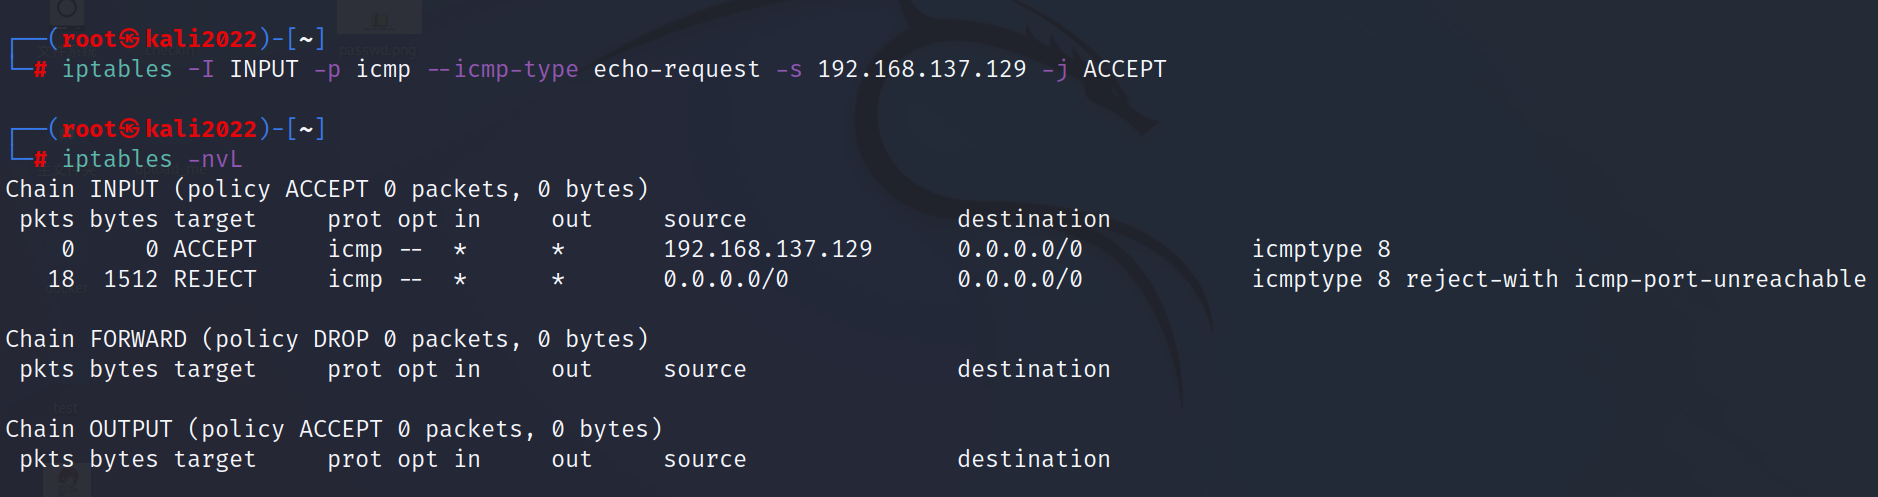 passwd.png
┌──(root㉿kali2022)-[~]
└─# iptables -I INPUT -p icmp --icmp-type echo-request -s 192.168.137.129 -j ACCEPT
┌──(root㉿kali2022)-[~]
└─# iptables -nvL
Chain INPUT (policy ACCEPT 0 packets, 0 bytes)
 pkts bytes target     prot opt in     out     source               destination
    0     0 ACCEPT     icmp --  *      *       192.168.137.129      0.0.0.0/0            icmptype 8
   18  1512 REJECT     icmp --  *      *       0.0.0.0/0            0.0.0.0/0            icmptype 8 reject-with icmp-port-unreachable
Chain FORWARD (policy DROP 0 packets, 0 bytes)
 pkts bytes target     prot opt in     out     source               destination
test
Chain OUTPUT (policy ACCEPT 0 packets, 0 bytes)
 pkts bytes target     prot opt in     out     source               destination